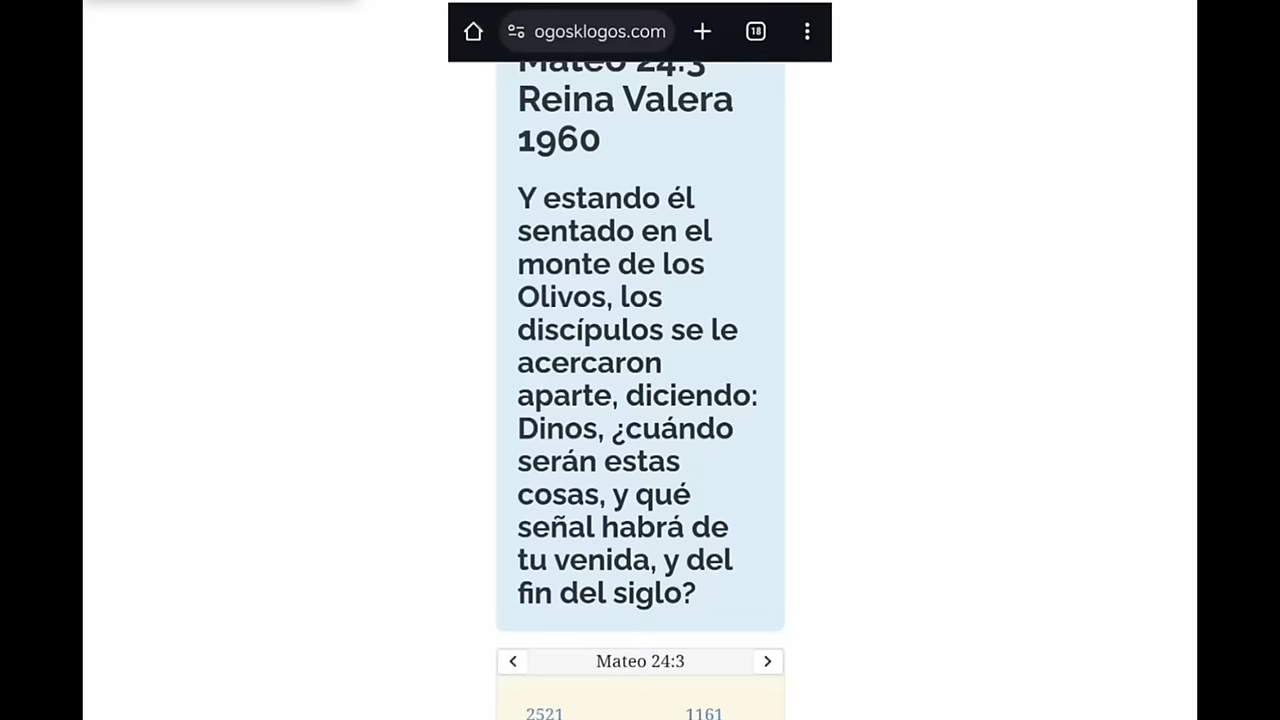 ogosklogos.com
18
Mateo 24:3
Reina Valera
1960
Y estando él
sentado en el
monte de los
Olivos, los
discípulos se le
acercaron
aparte, diciendo:
Dinos, ¿cuándo
serán estas
cosas, y qué
señal habrá de
tu venida, y del
fin del siglo?
Mateo 24:3
2521 1161